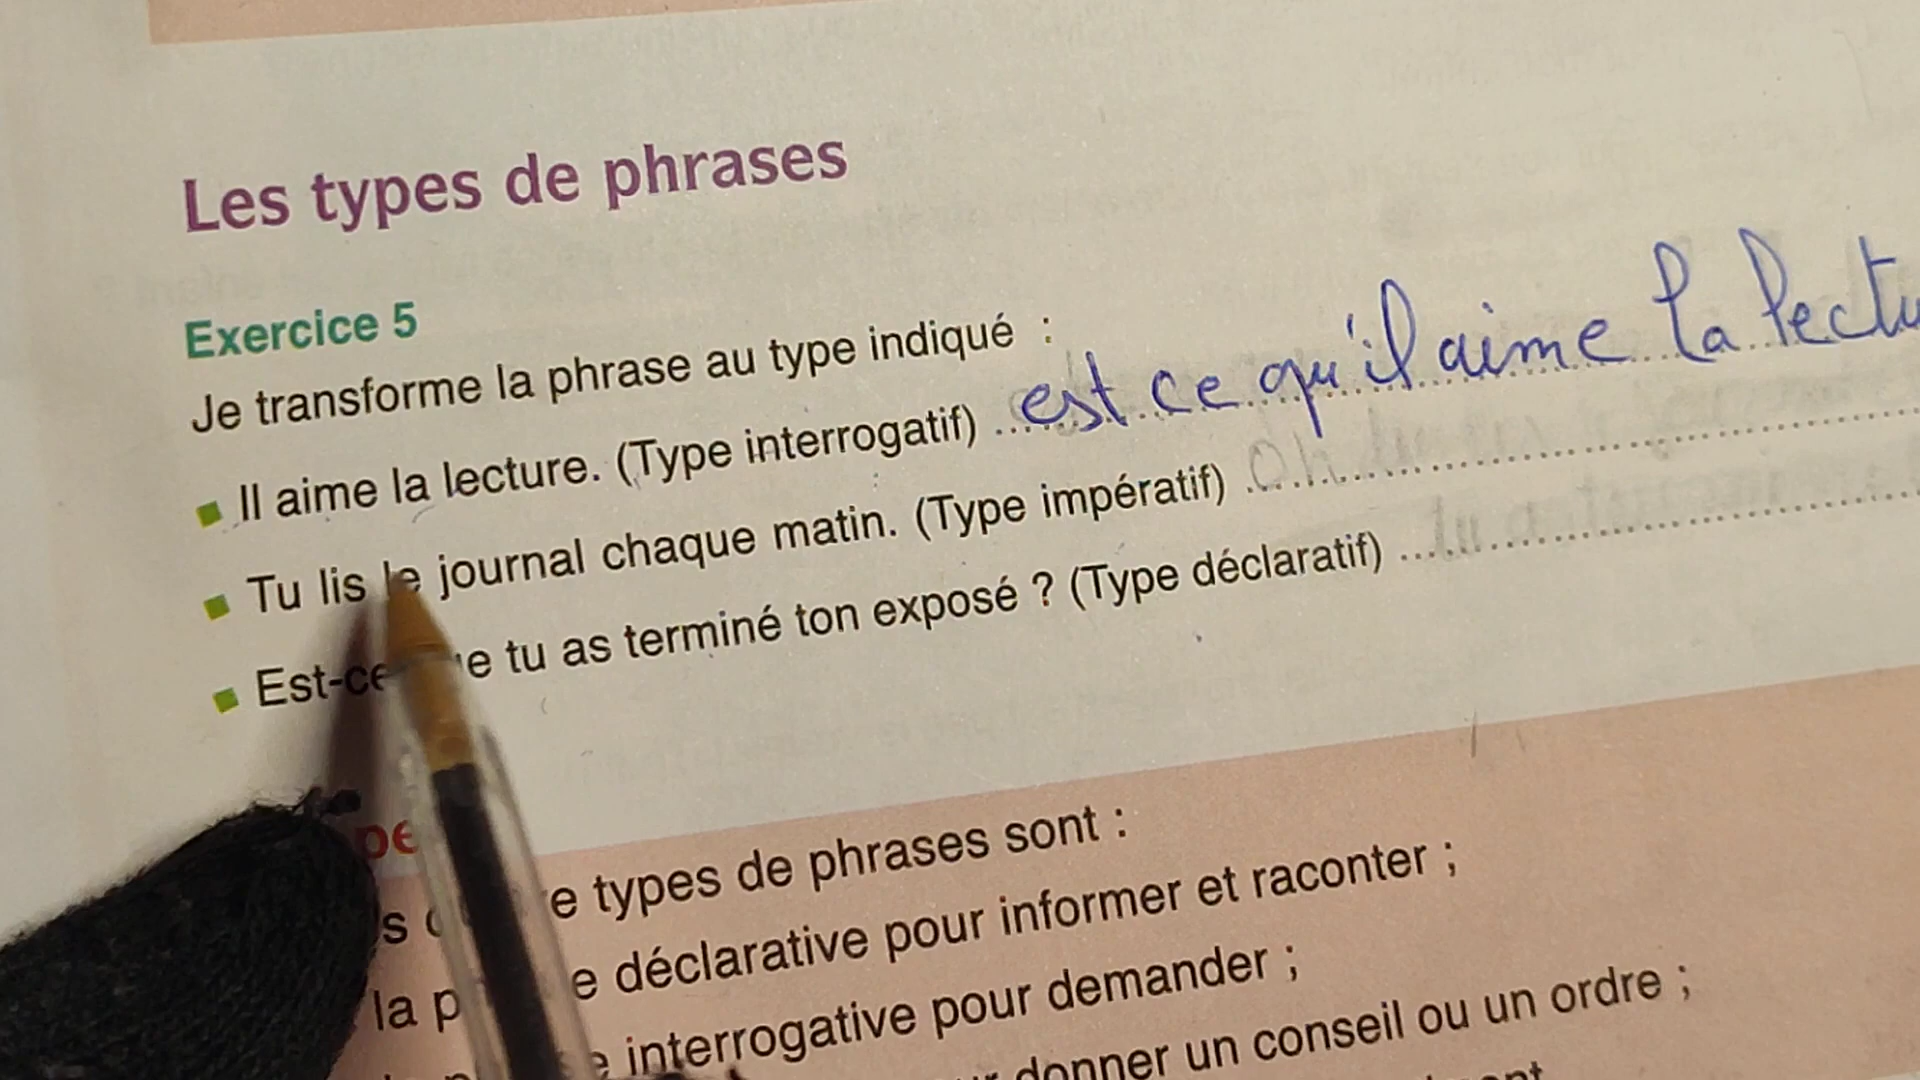 Les types de phrases
Exercice 5
Je transforme la phrase au type indiqué :
Il aime la lecture. (Type interrogatif) est ce qu'il aime la lectu
Tu lis le journal chaque matin. (Type impératif)
Est-ce e tu as terminé ton exposé ? (Type déclaratif)
pe
s e types de phrases sont :
la p e déclarative pour informer et raconter ;
e interrogative pour demander ;
donner un conseil ou un ordre ;